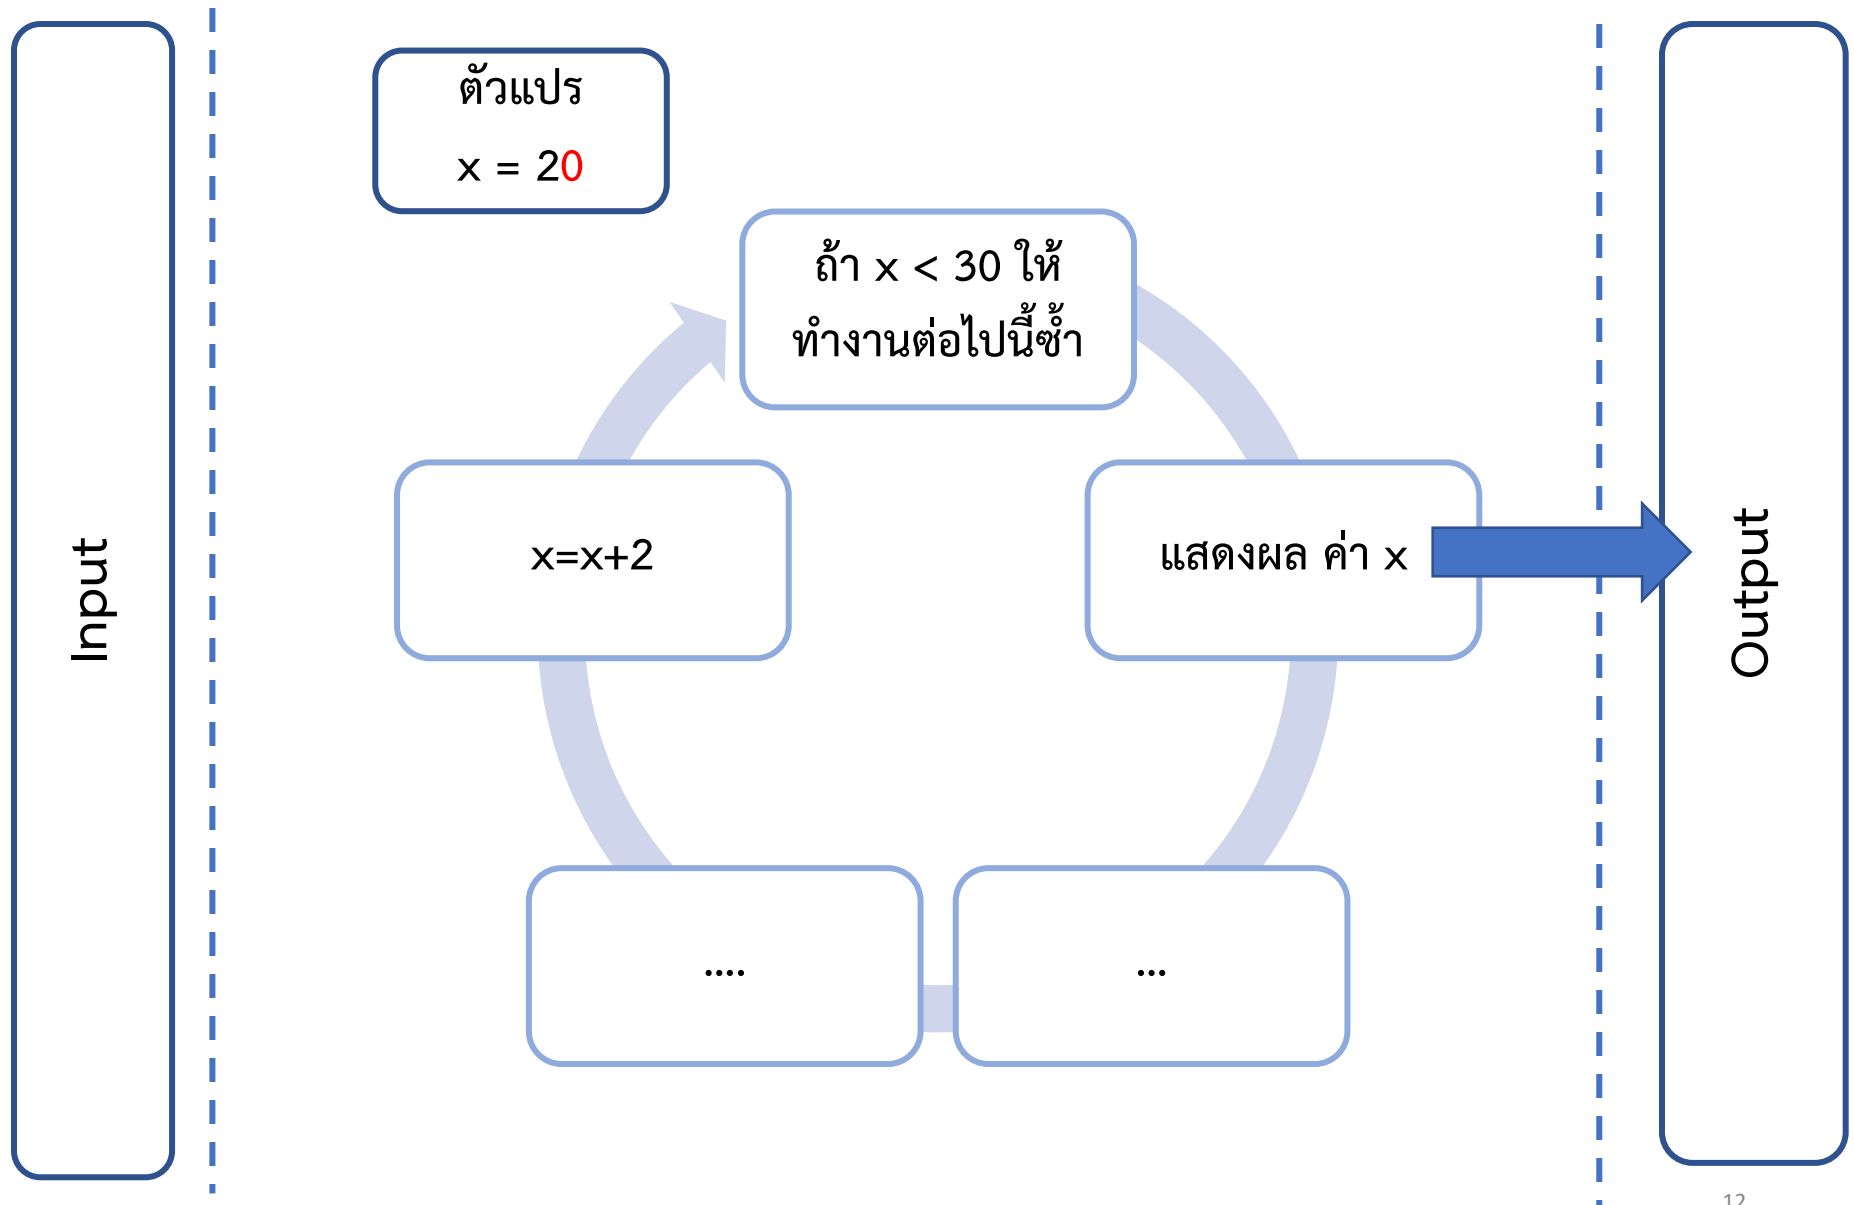 Input
ตัวแปร
x = 20
ถ้า x < 30 ให้
ทำงานต่อไปนี้ซ้ำ
x=x+2
แสดงผล ค่า x
....
...
Output
12